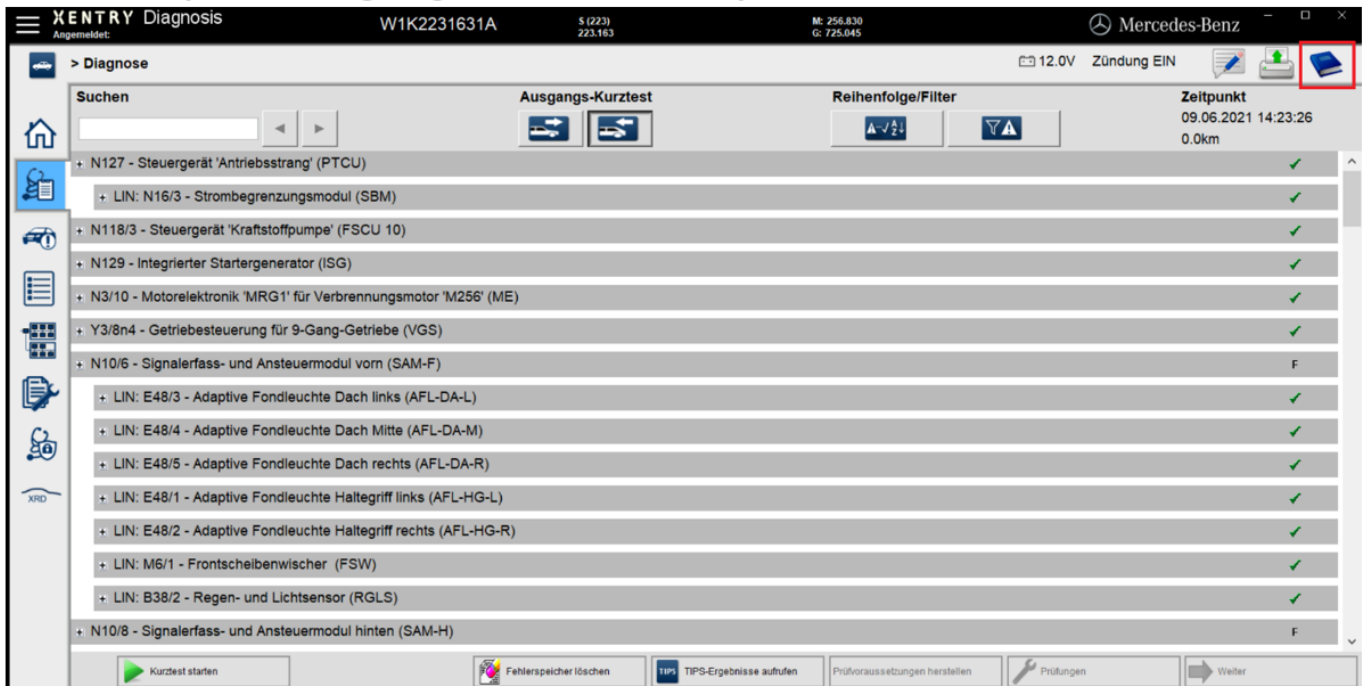 XENTRY Diagnosis
Angemeldet:
W1K2231631A
S (223)
223.163
M: 256.830
G: 725.045
Mercedes-Benz
> Diagnose
12.0V Zündung EIN
Suchen
Ausgangs-Kurztest
Reihenfolge/Filter
Zeitpunkt
09.06.2021 14:23:26
0.0km
+ N127 - Steuergerät 'Antriebsstrang' (PTCU)
+ LIN: N16/3 - Strombegrenzungsmodul (SBM)
+ N118/3 - Steuergerät 'Kraftstoffpumpe' (FSCU 10)
+ N129 - Integrierter Startergenerator (ISG)
+ N3/10 - Motorelektronik 'MRG1' für Verbrennungsmotor 'M256' (ME)
+ Y3/8n4 - Getriebesteuerung für 9-Gang-Getriebe (VGS)
+ N10/6 - Signalerfass- und Ansteuermodul vorn (SAM-F) F
+ LIN: E48/3 - Adaptive Fondleuchte Dach links (AFL-DA-L)
+ LIN: E48/4 - Adaptive Fondleuchte Dach Mitte (AFL-DA-M)
+ LIN: E48/5 - Adaptive Fondleuchte Dach rechts (AFL-DA-R)
+ LIN: E48/1 - Adaptive Fondleuchte Haltegriff links (AFL-HG-L)
+ LIN: E48/2 - Adaptive Fondleuchte Haltegriff rechts (AFL-HG-R)
+ LIN: M6/1 - Frontscheibenwischer (FSW)
+ LIN: B38/2 - Regen- und Lichtsensor (RGLS)
+ N10/8 - Signalerfass- und Ansteuermodul hinten (SAM-H) F
XRD
Kurztest starten
Fehlerspeicher löschen
TIPS TIPS-Ergebnisse aufrufen
Prüfvoraussetzungen herstellen
Prüfungen
Weiter